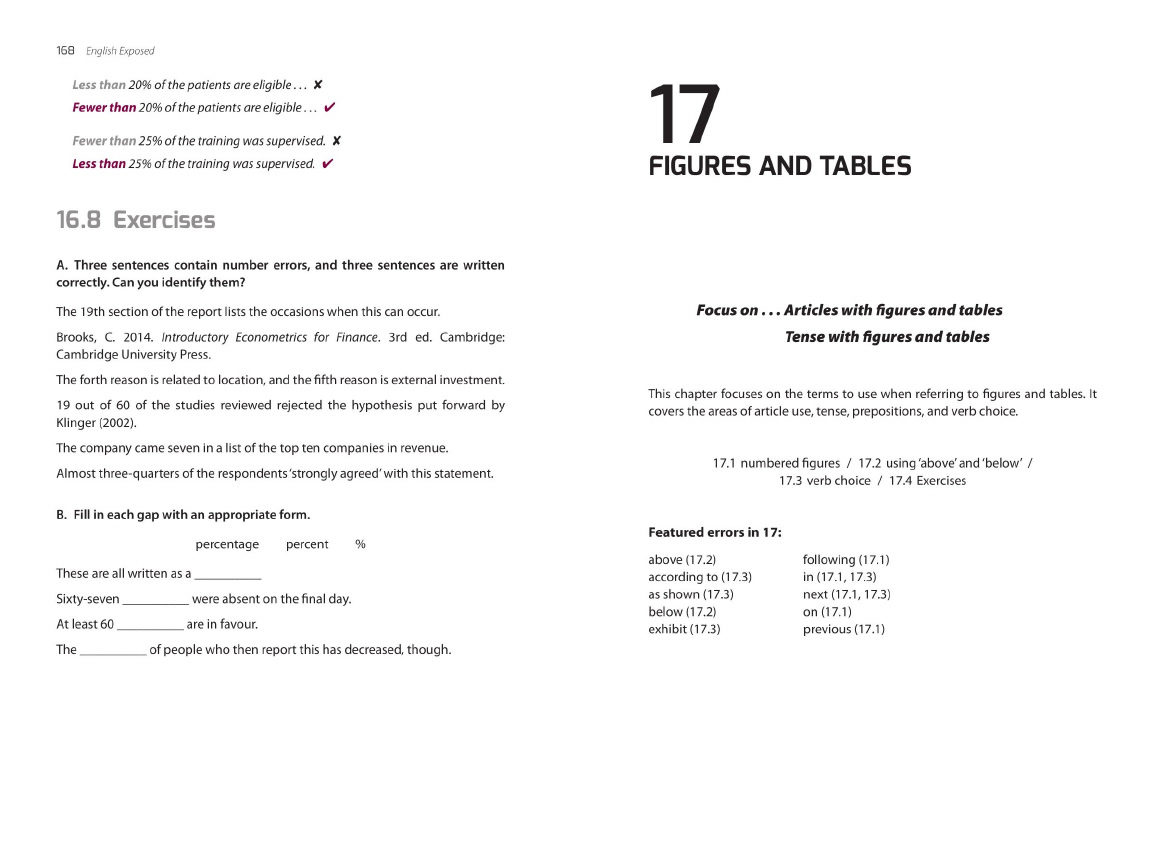 168 English Exposed
Less than 20% of the patients are eligible . . . ✘
Fewer than 20% of the patients are eligible . . . ✔
Fewer than 25% of the training was supervised. ✘
Less than 25% of the training was supervised. ✔
16.8 Exercises
A. Three sentences contain number errors, and three sentences are written
correctly. Can you identify them?
The 19th section of the report lists the occasions when this can occur.
Brooks, C. 2014. Introductory Econometrics for Finance. 3rd ed. Cambridge:
Cambridge University Press.
The forth reason is related to location, and the fifth reason is external investment.
19 out of 60 of the studies reviewed rejected the hypothesis put forward by
Klinger (2002).
The company came seven in a list of the top ten companies in revenue.
Almost three-quarters of the respondents ‘strongly agreed’ with this statement.
B. Fill in each gap with an appropriate form.
percentage percent %
These are all written as a __________
Sixty-seven __________ were absent on the final day.
At least 60 __________ are in favour.
The __________ of people who then report this has decreased, though.
17
FIGURES AND TABLES
Focus on . . . Articles with figures and tables
Tense with figures and tables
This chapter focuses on the terms to use when referring to figures and tables. It
covers the areas of article use, tense, prepositions, and verb choice.
17.1 numbered figures / 17.2 using ‘above’ and ‘below’ /
17.3 verb choice / 17.4 Exercises
Featured errors in 17:
above (17.2)
according to (17.3)
as shown (17.3)
below (17.2)
exhibit (17.3)
following (17.1)
in (17.1, 17.3)
next (17.1, 17.3)
on (17.1)
previous (17.1)